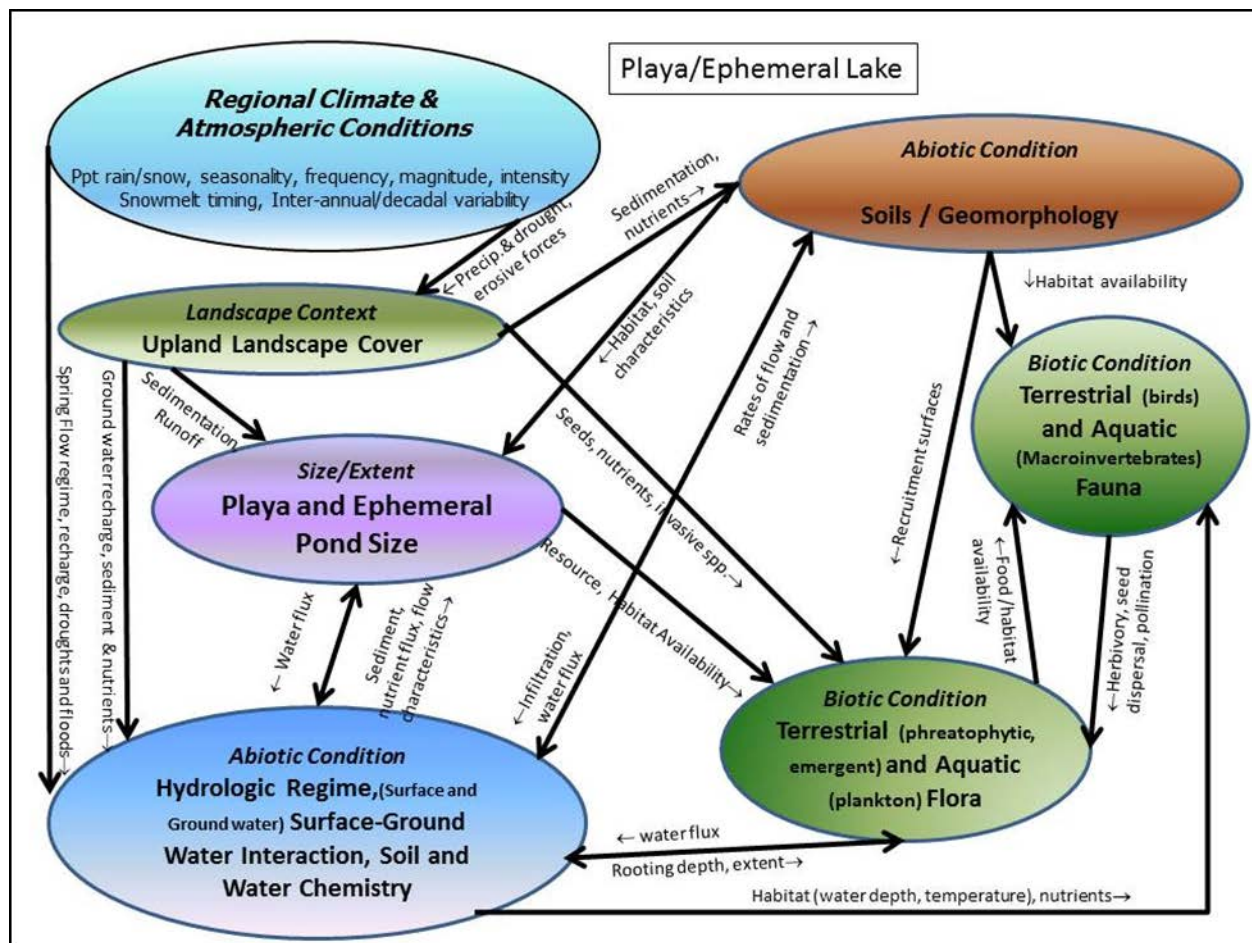 Playa/Ephemeral Lake
Regional Climate &
Atmospheric Conditions
Ppt rain/snow, seasonality, frequency, magnitude, intensity
Snowmelt timing, Inter-annual/decadal variability
Abiotic Condition
Soils / Geomorphology
Sedimentation,
nutrients→
←Precip.& drought,
erosive forces
↓Habitat availability
Landscape Context
Upland Landscape Cover
←Habitat, soil
characteristics
Rates of flow and
sedimentation→
Biotic Condition
Terrestrial (birds)
and Aquatic
(Macroinvertebrates)
Fauna
Spring Flow regime, recharge, droughts and floods→
Ground water recharge, sediment & nutrients→
Sedimentation,
Runoff
Size/Extent
Playa and Ephemeral
Pond Size
Seeds, nutrients, invasive spp.→
←Recruitment surfaces
Resource, Habitat Availability→
←Food /habitat
availability
←Herbivory, seed
dispersal, pollination
← Water flux
Sediment,
nutrient flux, flow
characteristics→
←Infiltration,
water flux
Biotic Condition
Terrestrial (phreatophytic,
emergent) and Aquatic
(plankton) Flora
Abiotic Condition
Hydrologic Regime,(Surface and
Ground water) Surface-Ground
Water Interaction, Soil and
Water Chemistry
← water flux
Rooting depth, extent→
Habitat (water depth, temperature), nutrients→